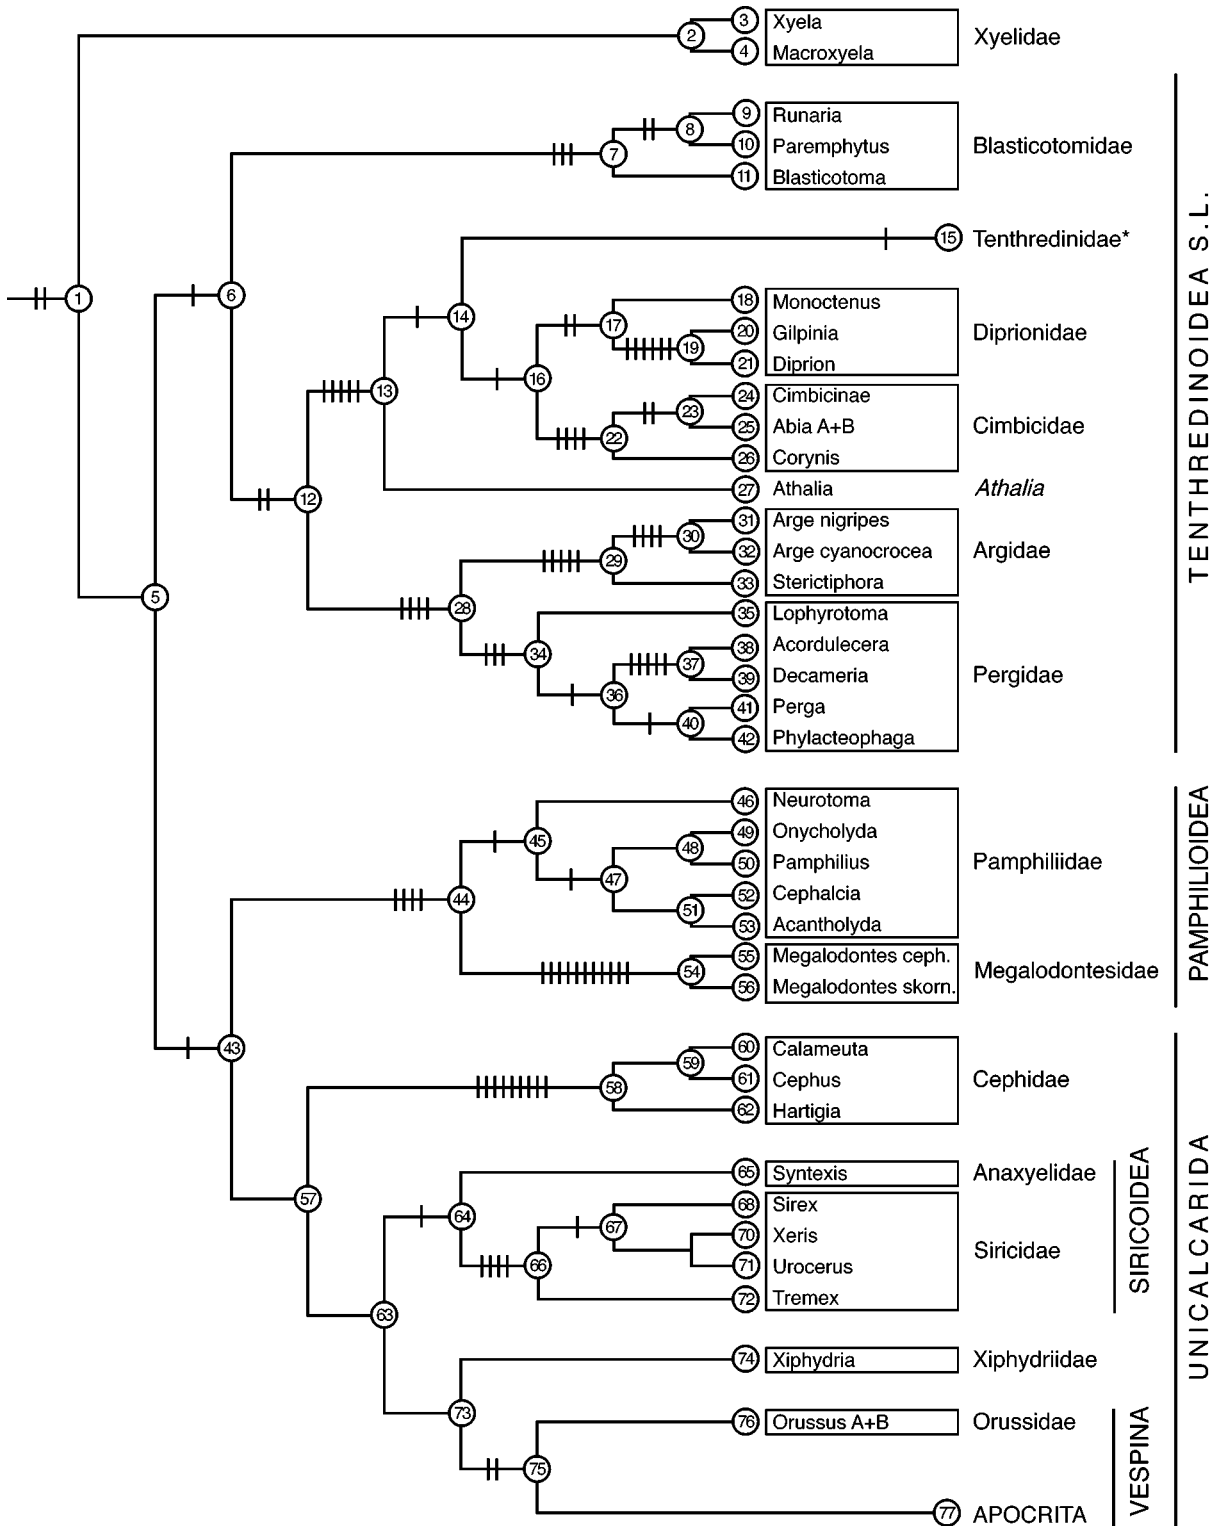 3 Xyela
2
4 Macroxyela
Xyelidae
9 Runaria
8
10 Paremphytus
7
11 Blasticotoma
Blasticotomidae
15 Tenthredinidae*
1
6
14
18 Monoctenus
17
20 Gilpinia
19
21 Diprion
Diprionidae
16
13
24 Cimbicinae
23
25 Abia A+B
22
26 Corynis
Cimbicidae
27 Athalia
Athalia
12
31 Arge nigripes
30
32 Arge cyanocrocea
29
33 Sterictiphora
Argidae
5
28
35 Lophyrotoma
34
38 Acordulecera
37
39 Decameria
36
41 Perga
40
42 Phylacteophaga
Pergidae
TENTHREDINOIDEA S.L.
46 Neurotoma
45
49 Onycholyda
48
50 Pamphilius
47
52 Cephalcia
51
53 Acantholyda
Pamphiliidae
44
55 Megalodontes ceph.
54
56 Megalodontes skorn.
Megalodontesidae
PAMPHILIOIDEA
43
60 Calameuta
59
61 Cephus
58
62 Hartigia
Cephidae
57
65 Syntexis
Anaxyelidae
64
68 Sirex
67
70 Xeris
66
71 Urocerus
72 Tremex
Siricidae
SIRICOIDEA
63
74 Xiphydria
Xiphydriidae
73
76 Orussus A+B
Orussidae
75
77 APOCRITA
VESPINA
UNICALCARIDA